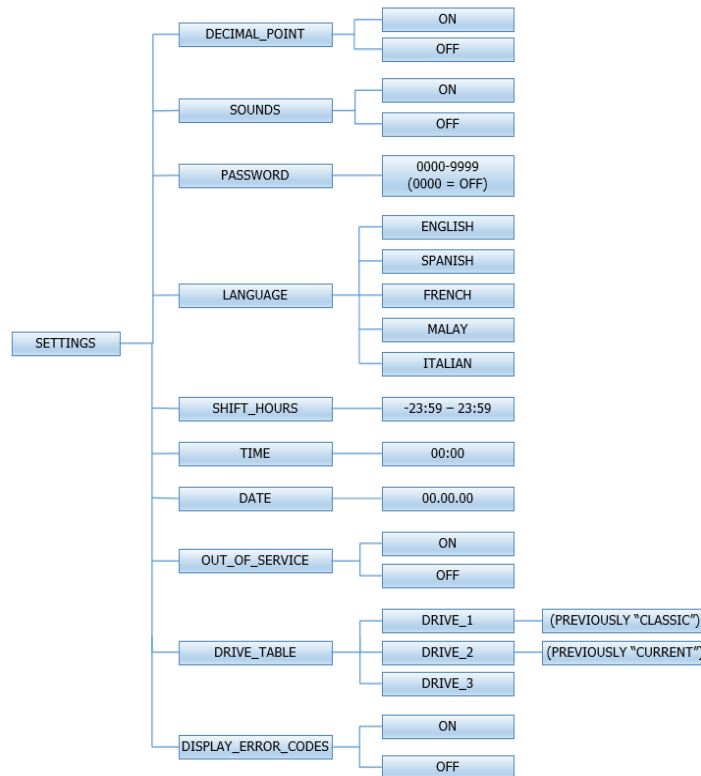 SETTINGS
DECIMAL_POINT
ON
OFF
SOUNDS
ON
OFF
PASSWORD
0000-9999
(0000 = OFF)
LANGUAGE
ENGLISH
SPANISH
FRENCH
MALAY
ITALIAN
SHIFT_HOURS
-23:59 – 23:59
TIME
00:00
DATE
00.00.00
OUT_OF_SERVICE
ON
OFF
DRIVE_TABLE
DRIVE_1
(PREVIOUSLY “CLASSIC”)
DRIVE_2
(PREVIOUSLY “CURRENT”)
DRIVE_3
DISPLAY_ERROR_CODES
ON
OFF